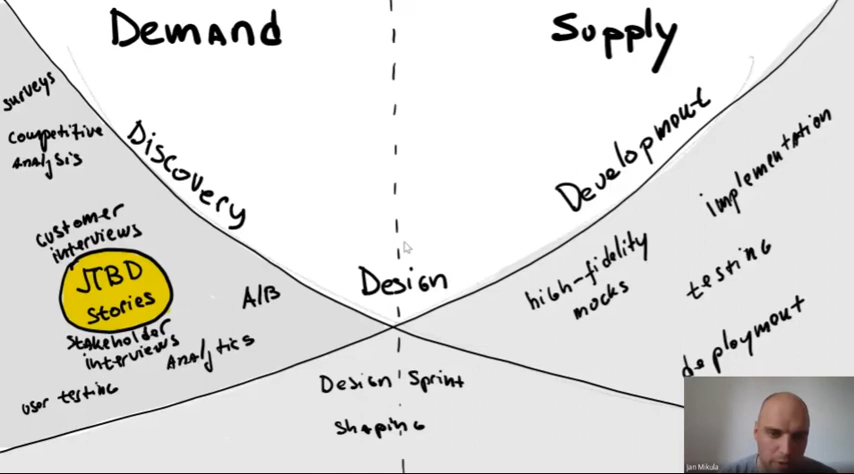 Demand
Supply
Discovery
Development
Design
surveys
competitive
analysis
customer
interviews
JTBD
Stories
stakeholder
interviews
A/B
Analytics
user testing
Design Sprint
shaping
high-fidelity
mocks
implementation
testing
deployment
Jan Mikula